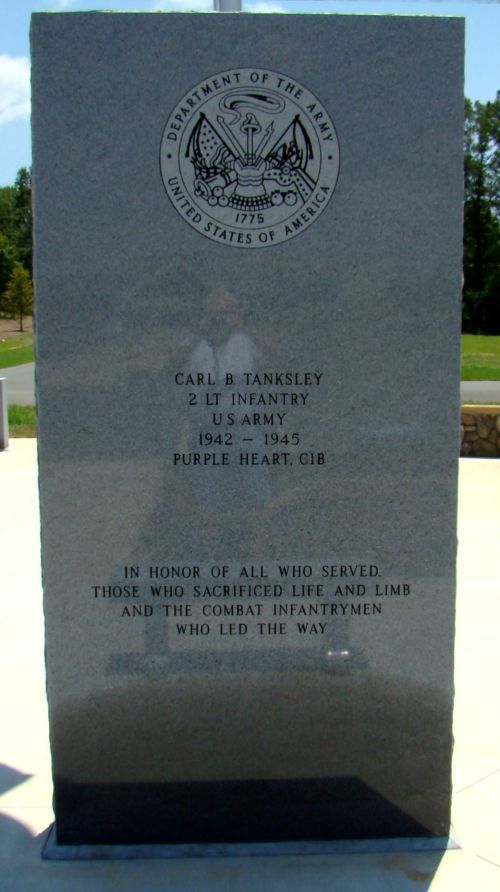 DEPARTMENT OF THE ARMY
1775
UNITED STATES OF AMERICA
CARL B. TANKSLEY
2 LT INFANTRY
U S ARMY
1942 - 1945
PURPLE HEART, CIB
IN HONOR OF ALL WHO SERVED,
THOSE WHO SACRIFICED LIFE AND LIMB
AND THE COMBAT INFANTRYMEN
WHO LED THE WAY